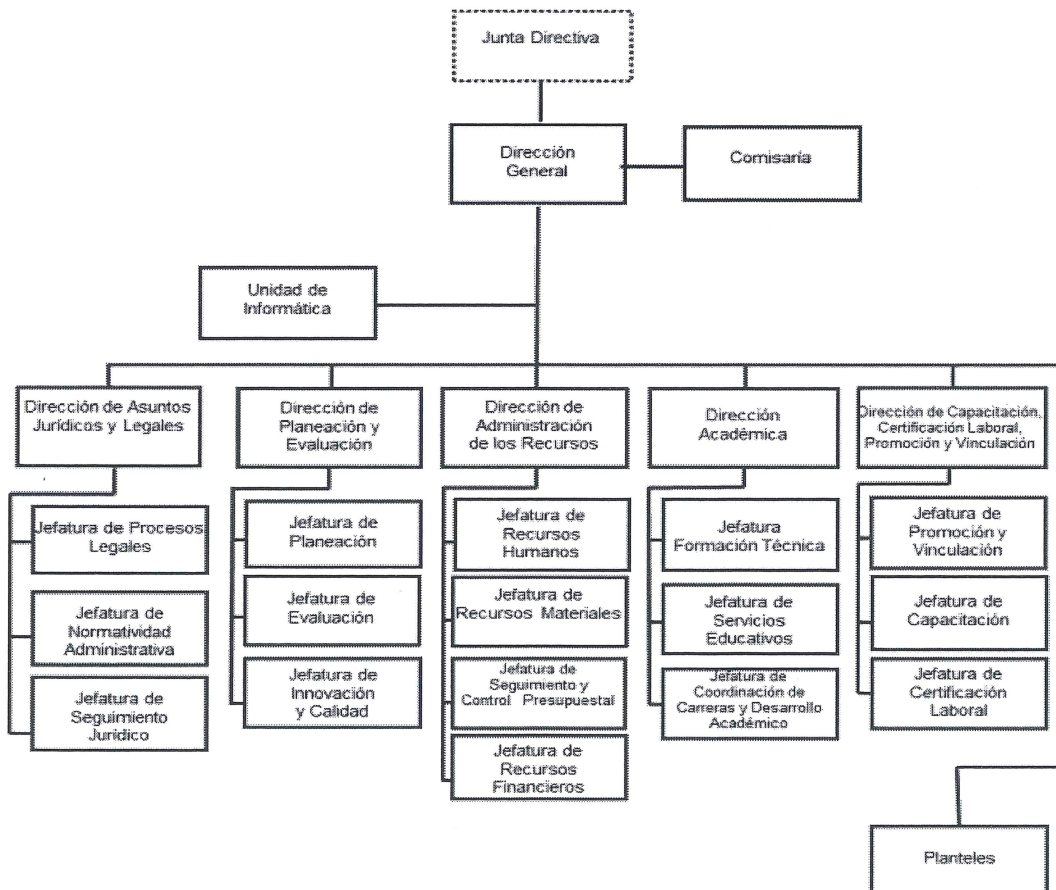 Junta Directiva
Dirección
General
Comisaría
Unidad de
Informática
Dirección de Asuntos
Jurídicos y Legales
Dirección de
Planeación y
Evaluación
Dirección de
Administración
de los Recursos
Dirección
Académica
Dirección de Capacitación,
Certificación Laboral,
Promoción y Vinculación
Jefatura de Procesos
Legales
Jefatura de
Normatividad
Administrativa
Jefatura de
Seguimiento
Jurídico
Jefatura de
Planeación
Jefatura de
Evaluación
Jefatura de
Innovación
y Calidad
Jefatura de
Recursos
Humanos
Jefatura de
Recursos Materiales
Jefatura de
Seguimiento y
Control Presupuestal
Jefatura de
Recursos
Financieros
Jefatura
Formación Técnica
Jefatura de
Servicios
Educativos
Jefatura de
Coordinación de
Carreras y Desarrollo
Académico
Jefatura de
Promoción y
Vinculación
Jefatura de
Capacitación
Jefatura de
Certificación
Laboral
Planteles